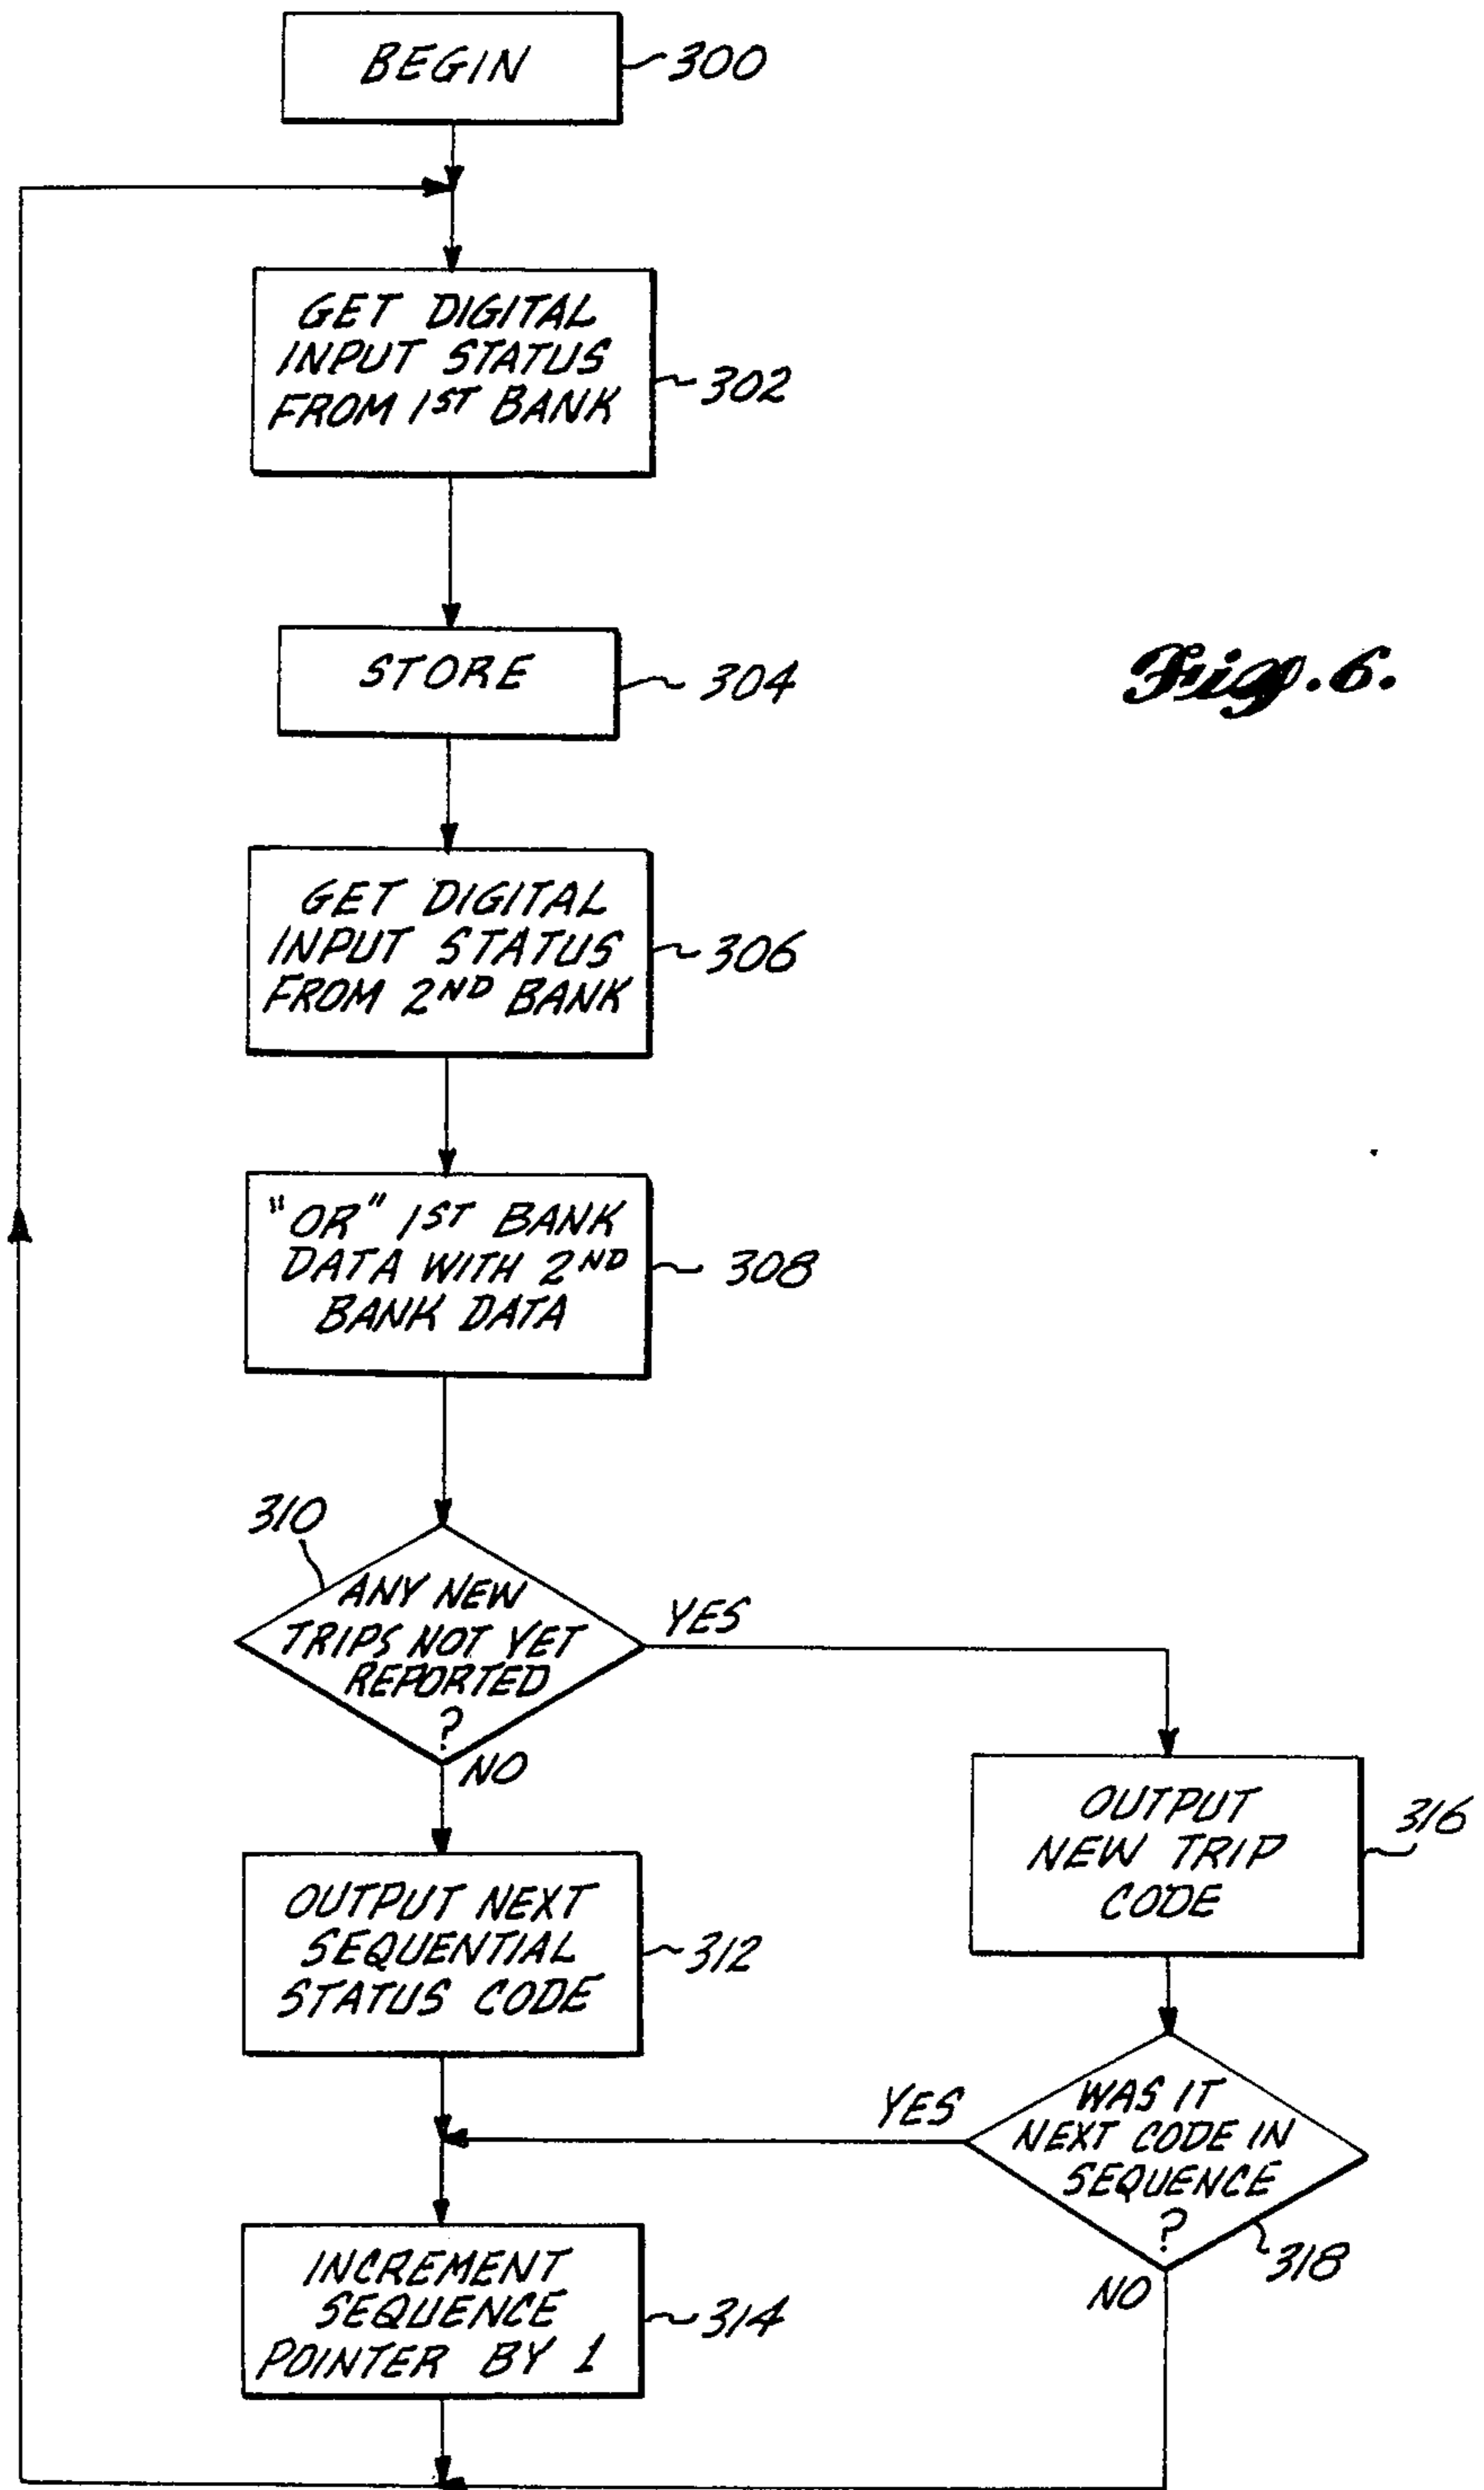 BEGIN
300
GET DIGITAL
INPUT STATUS
FROM 1ST BANK
302
STORE
304
Fig. 6.
GET DIGITAL
INPUT STATUS
FROM 2ND BANK
306
"OR" 1ST BANK
DATA WITH 2ND
BANK DATA
308
310
ANY NEW
TRIPS NOT YET
REPORTED
?
YES
NO
OUTPUT
NEW TRIP
CODE
316
OUTPUT NEXT
SEQUENTIAL
STATUS CODE
312
WAS IT
NEXT CODE IN
SEQUENCE
?
YES
318
NO
INCREMENT
SEQUENCE
POINTER BY 1
314